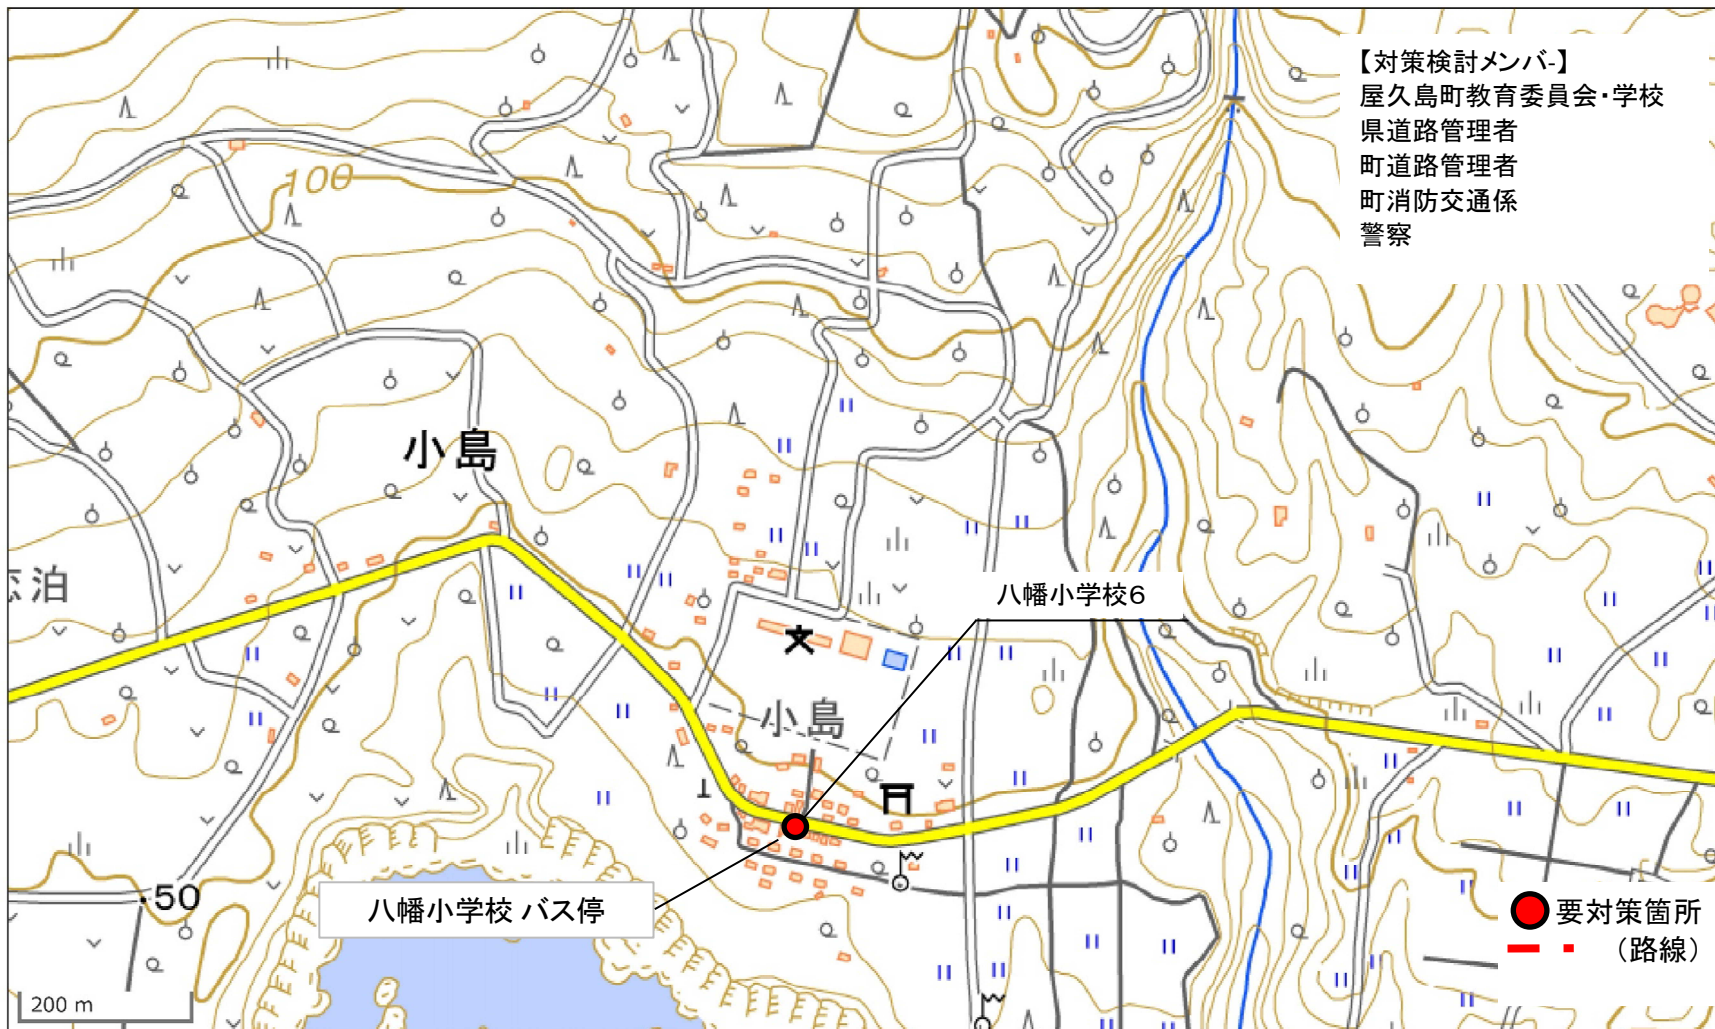 【対策検討メンバ-】
屋久島町教育委員会・学校
県道路管理者
町道路管理者
町消防交通係
警察
100
小島
泊
八幡小学校6
小島
50
八幡小学校 バス停
要対策箇所
（路線）
200 m